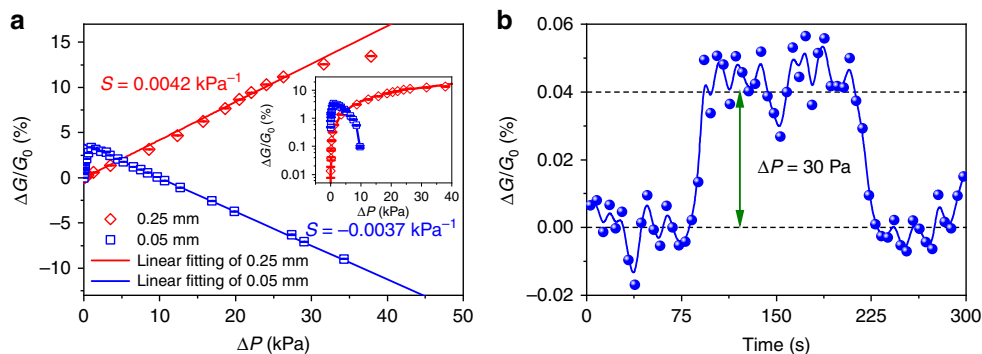 a
ΔG/G0 (%)
15
10
5
0
−5
−10
S = 0.0042 kPa−1
ΔG/G0 (%)
10
1
0.1
0.01
0 10 20 30 40
ΔP (kPa)
S = −0.0037 kPa−1
0.25 mm
0.05 mm
Linear fitting of 0.25 mm
Linear fitting of 0.05 mm
0 10 20 30 40 50
ΔP (kPa)
b
ΔG/G0 (%)
0.06
0.04
0.02
0.00
−0.02
ΔP = 30 Pa
0 75 150 225 300
Time (s)